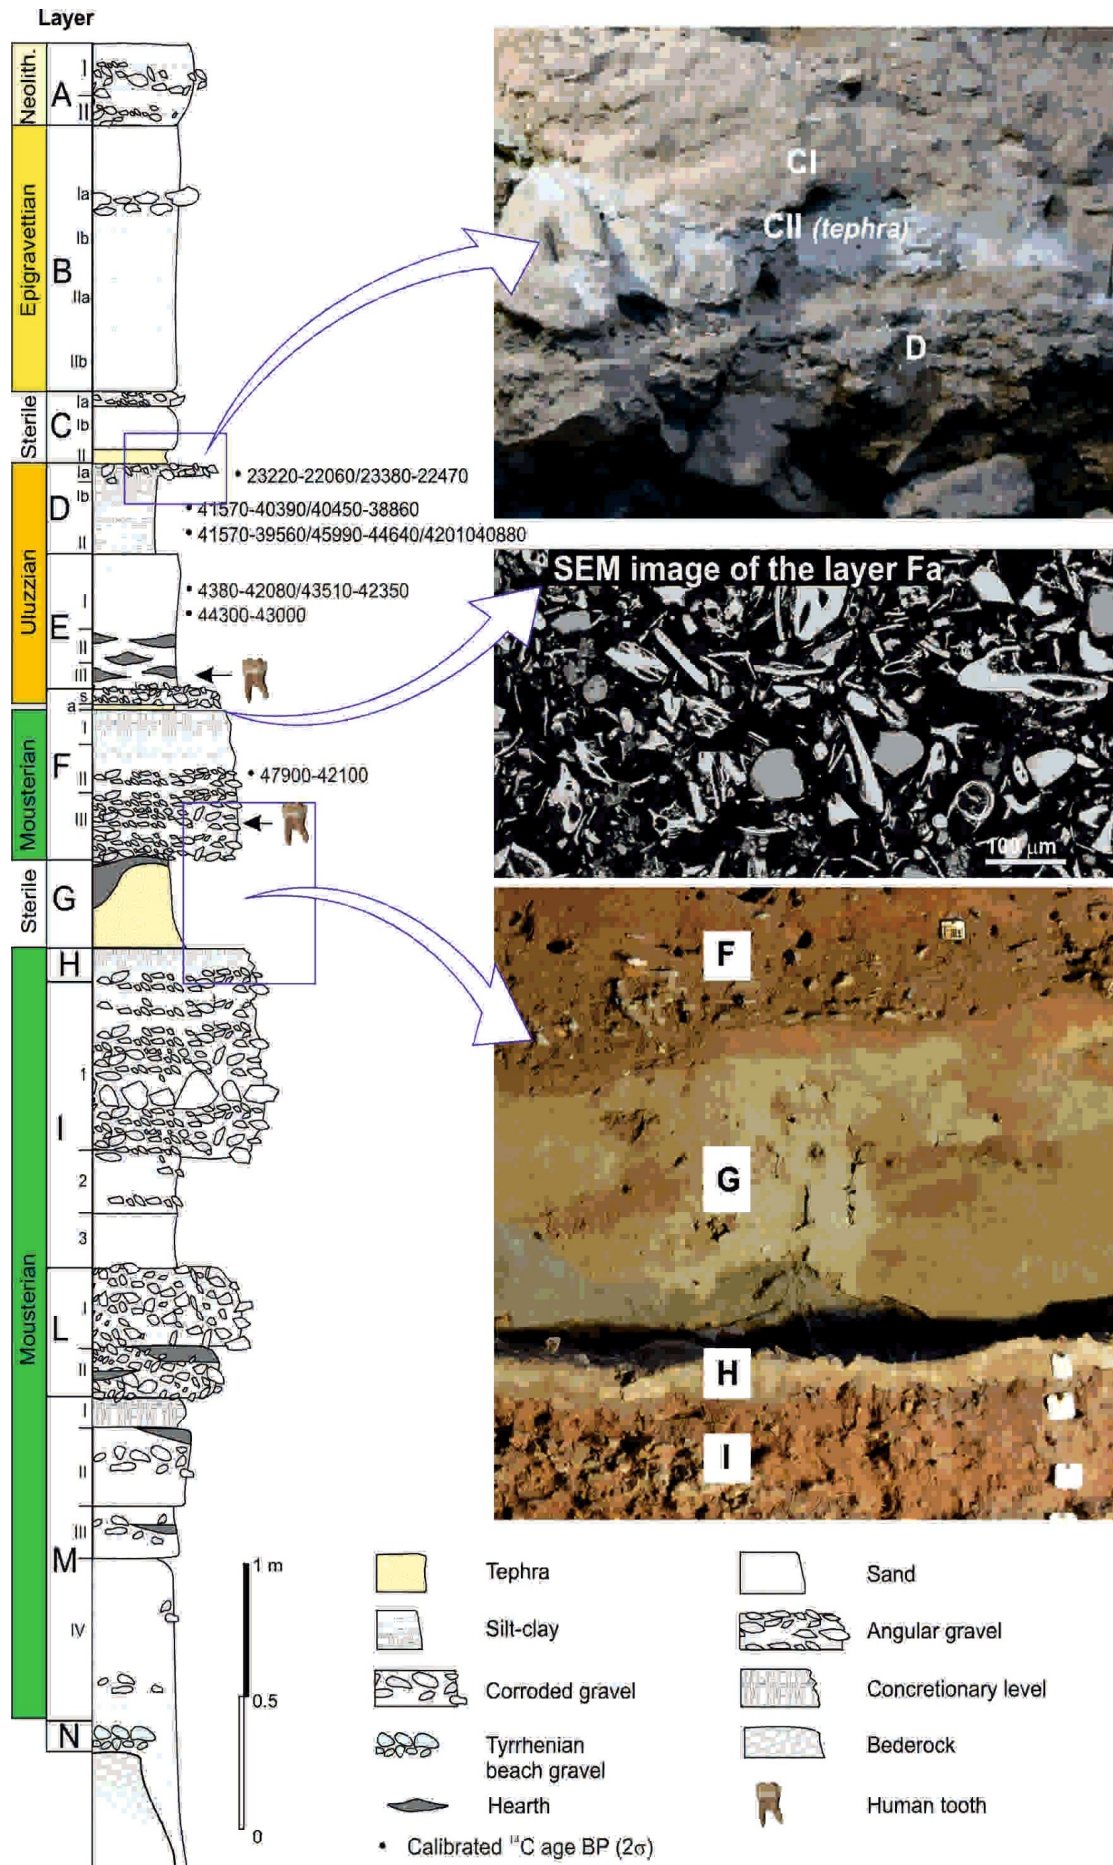 Layer
Neolith.
A
I
II
Epigravettian
B
Ia
Ib
IIa
IIb
Sterile
C
Ia
Ib
II
Uluzzian
D
Ia
Ib
II
• 23220-22060/23380-22470
• 41570-40390/40450-38860
• 41570-39560/45990-44640/4201040880
E
I
II
III
• 4380-42080/43510-42350
• 44300-43000
s
a
Mousterian
F
I
II
III
• 47900-42100
Sterile
G
Mousterian
H
I
1
2
3
L
I
II
M
I
II
III
IV
N
CI
CII (tephra)
D
SEM image of the layer Fa
100 μm
F
G
H
I
1 m
0.5
0
Tephra
Sand
Silt-clay
Angular gravel
Corroded gravel
Concretionary level
Tyrrhenian
beach gravel
Bederock
Hearth
Human tooth
• Calibrated ¹⁴C age BP (2σ)